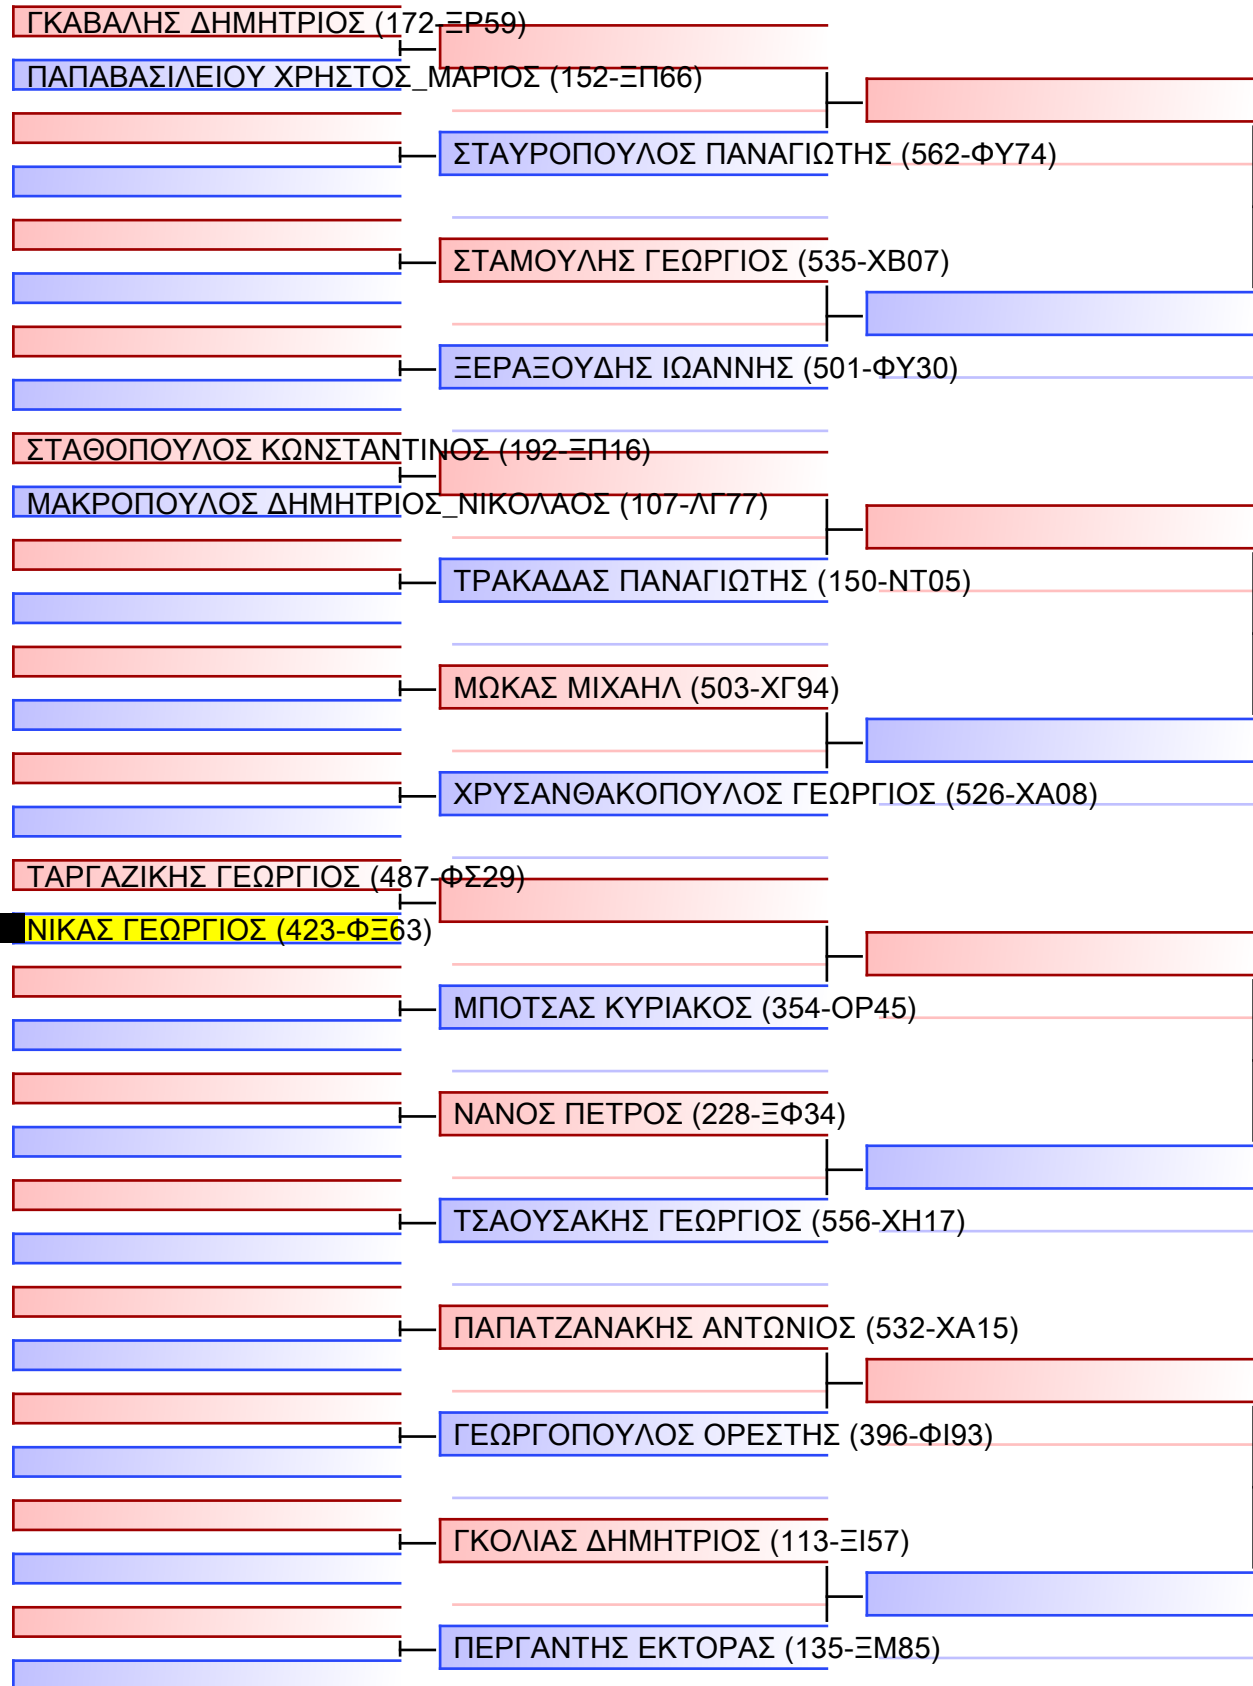 ΓΚΑΒΑΛΗΣ ΔΗΜΗΤΡΙΟΣ (172-ΞΡ59)
ΠΑΠΑΒΑΣΙΛΕΙΟΥ ΧΡΗΣΤΟΣ_ΜΑΡΙΟΣ (152-ΞΠ66)
ΣΤΑΥΡΟΠΟΥΛΟΣ ΠΑΝΑΓΙΩΤΗΣ (562-ΦΥ74)
ΣΤΑΜΟΥΛΗΣ ΓΕΩΡΓΙΟΣ (535-ΧΒ07)
ΞΕΡΑΞΟΥΔΗΣ ΙΩΑΝΝΗΣ (501-ΦΥ30)
ΣΤΑΘΟΠΟΥΛΟΣ ΚΩΝΣΤΑΝΤΙΝΟΣ (192-ΞΠ16)
ΜΑΚΡΟΠΟΥΛΟΣ ΔΗΜΗΤΡΙΟΣ_ΝΙΚΟΛΑΟΣ (107-ΛΓ77)
ΤΡΑΚΑΔΑΣ ΠΑΝΑΓΙΩΤΗΣ (150-ΝΤ05)
ΜΩΚΑΣ ΜΙΧΑΗΛ (503-ΧΓ94)
ΧΡΥΣΑΝΘΑΚΟΠΟΥΛΟΣ ΓΕΩΡΓΙΟΣ (526-ΧΑ08)
ΤΑΡΓΑΖΙΚΗΣ ΓΕΩΡΓΙΟΣ (487-ΦΣ29)
ΝΙΚΑΣ ΓΕΩΡΓΙΟΣ (423-ΦΞ63)
ΜΠΟΤΣΑΣ ΚΥΡΙΑΚΟΣ (354-ΟΡ45)
ΝΑΝΟΣ ΠΕΤΡΟΣ (228-ΞΦ34)
ΤΣΑΟΥΣΑΚΗΣ ΓΕΩΡΓΙΟΣ (556-ΧΗ17)
ΠΑΠΑΤΖΑΝΑΚΗΣ ΑΝΤΩΝΙΟΣ (532-ΧΑ15)
ΓΕΩΡΓΟΠΟΥΛΟΣ ΟΡΕΣΤΗΣ (396-ΦΙ93)
ΓΚΟΛΙΑΣ ΔΗΜΗΤΡΙΟΣ (113-ΞΙ57)
ΠΕΡΓΑΝΤΗΣ ΕΚΤΟΡΑΣ (135-ΞΜ85)